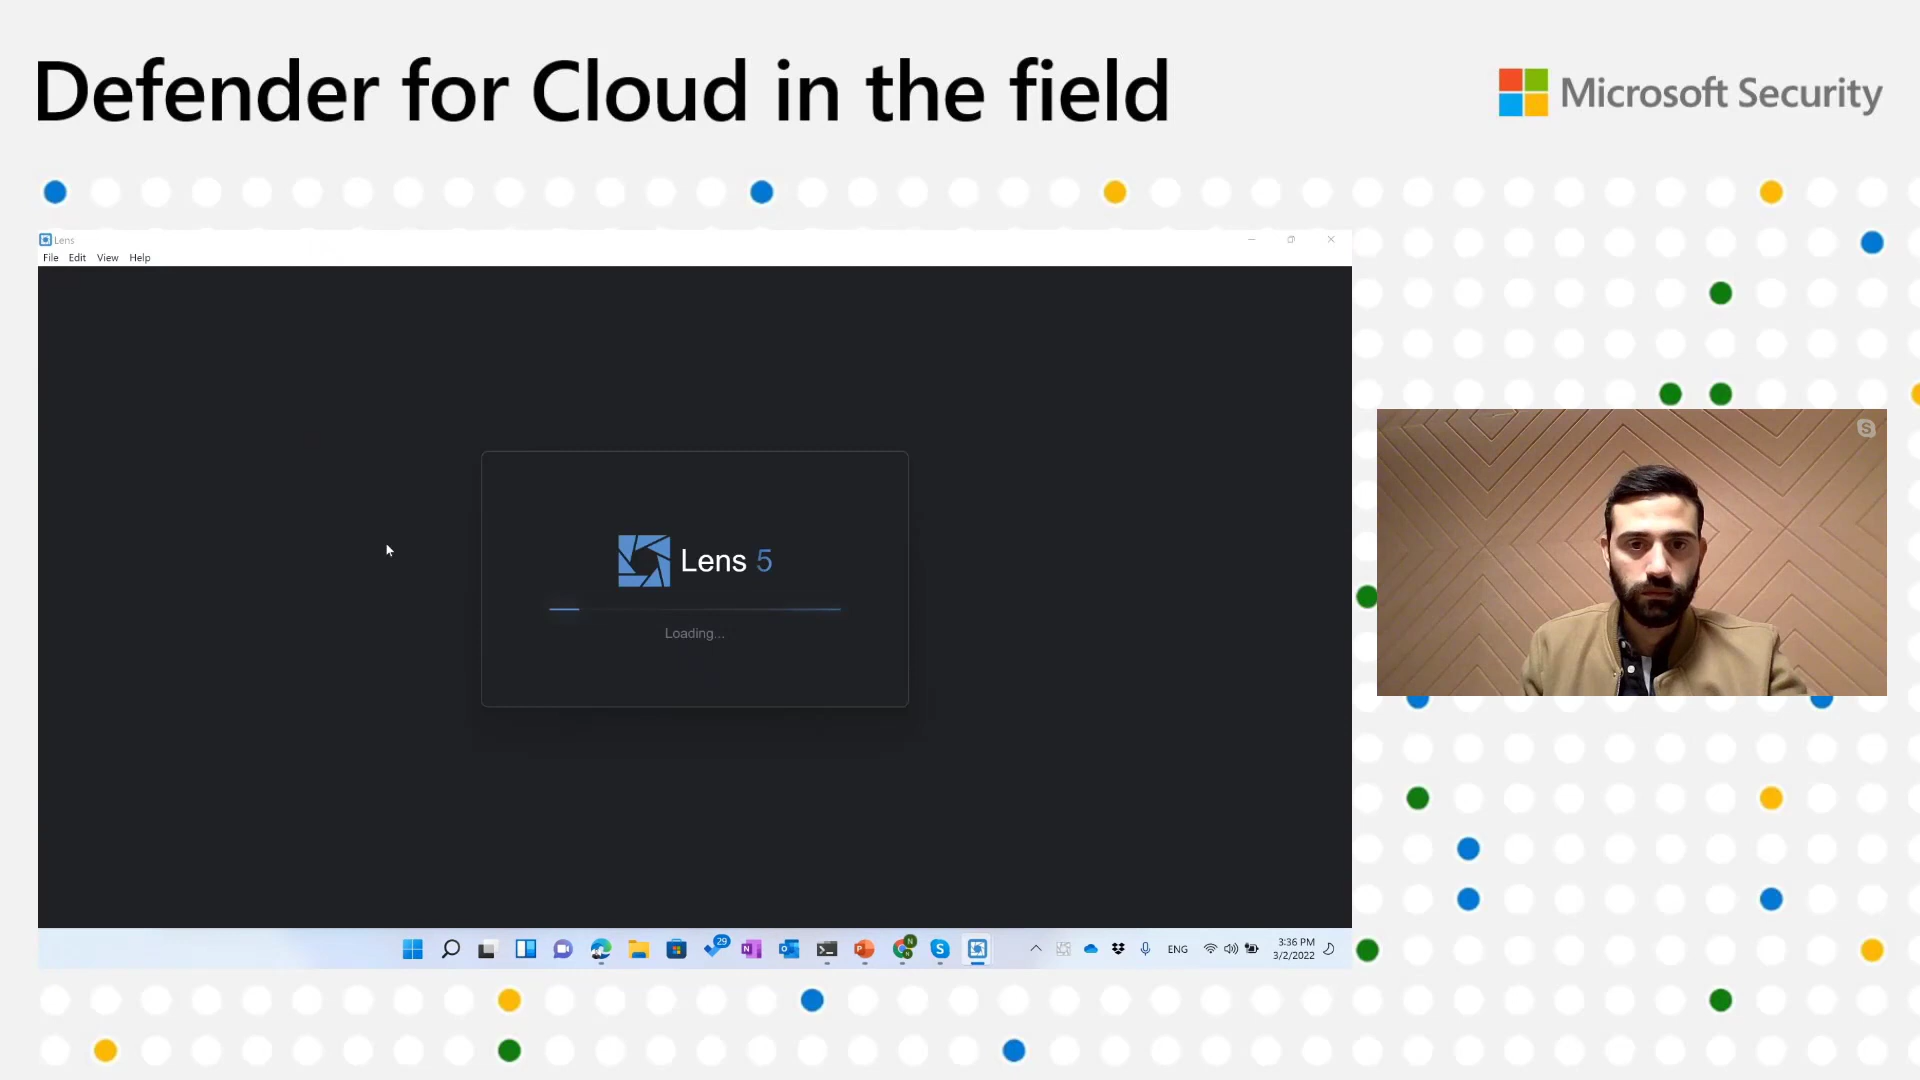 Defender for Cloud in the field
Microsoft Security
Lens
File Edit View Help
Lens 5
Loading...
29
N
N
ENG
3:36 PM
3/2/2022